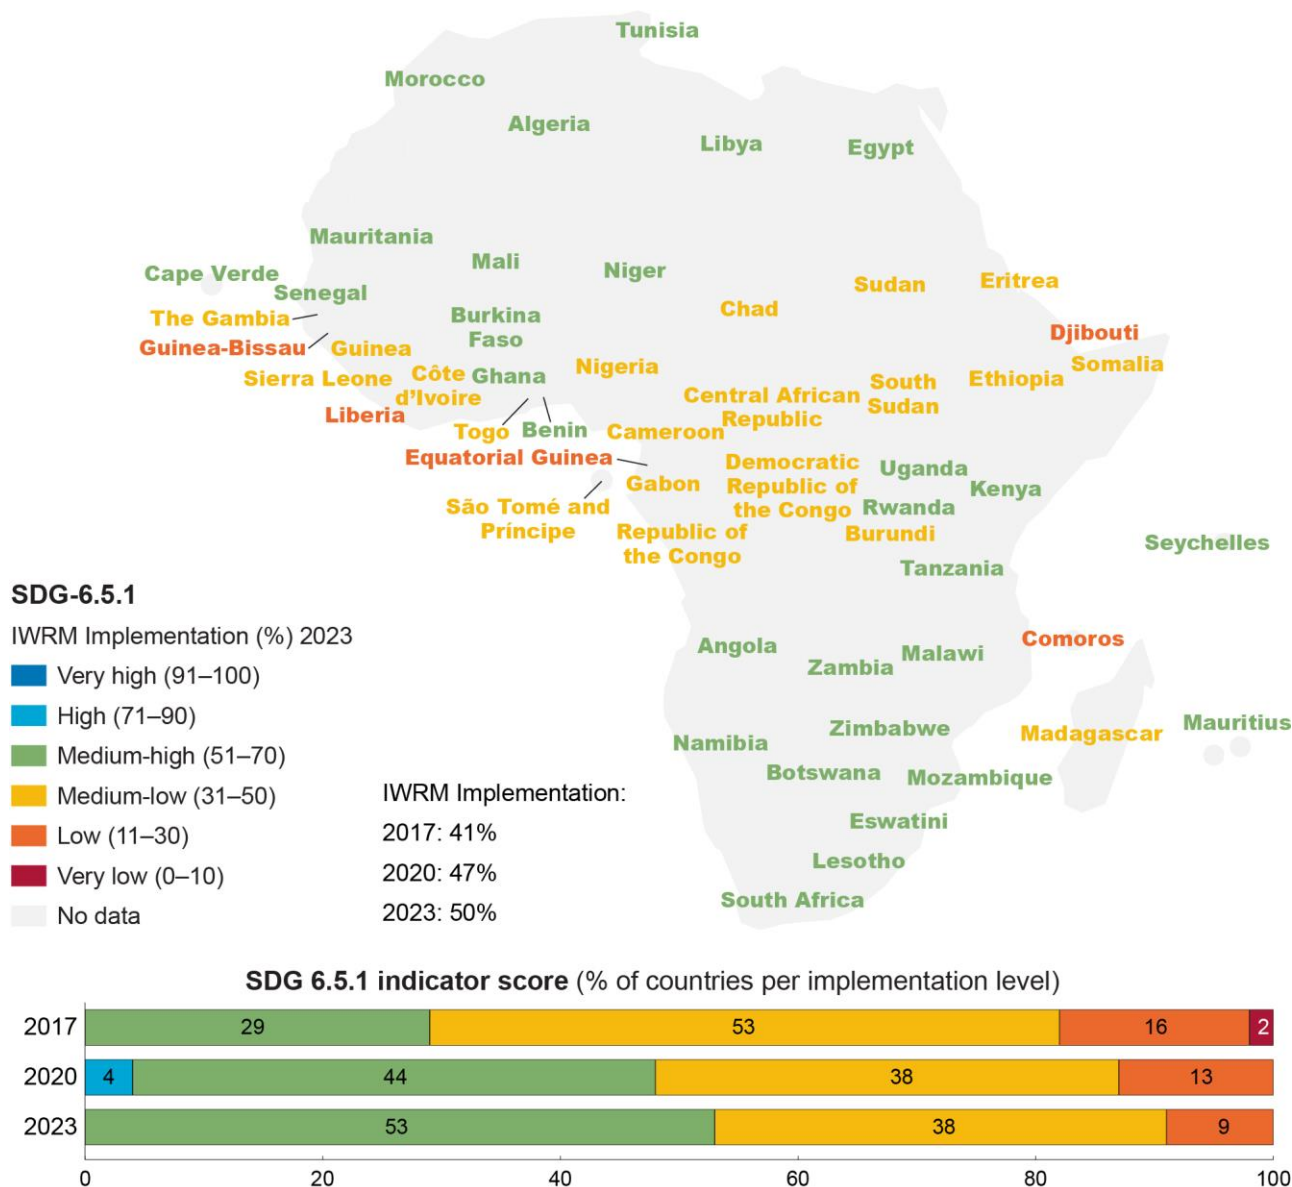 Tunisia
Morocco
Algeria
Libya
Egypt
Mauritania
Mali
Niger
Cape Verde
Senegal
Sudan
Eritrea
Chad
The Gambia
Burkina
Faso
Djibouti
Guinea-Bissau
Guinea
Nigeria
Somalia
Sierra Leone
Côte
d’Ivoire
Ghana
Ethiopia
South
Sudan
Central African
Republic
Liberia
Togo
Benin
Cameroon
Equatorial Guinea
Democratic
Republic of
the Congo
Uganda
Gabon
Kenya
São Tomé and
Príncipe
Rwanda
Republic of
the Congo
Burundi
Seychelles
Tanzania
Comoros
Angola
Malawi
Zambia
Mauritius
Zimbabwe
Madagascar
Namibia
Botswana
Mozambique
Eswatini
Lesotho
South Africa
SDG-6.5.1
IWRM Implementation (%) 2023
Very high (91–100)
High (71–90)
Medium-high (51–70)
Medium-low (31–50)
Low (11–30)
Very low (0–10)
No data
IWRM Implementation:
2017: 41%
2020: 47%
2023: 50%
SDG 6.5.1 indicator score (% of countries per implementation level)
2017 29 53 16 2
2020 4 44 38 13
2023 53 38 9
0 20 40 60 80 100